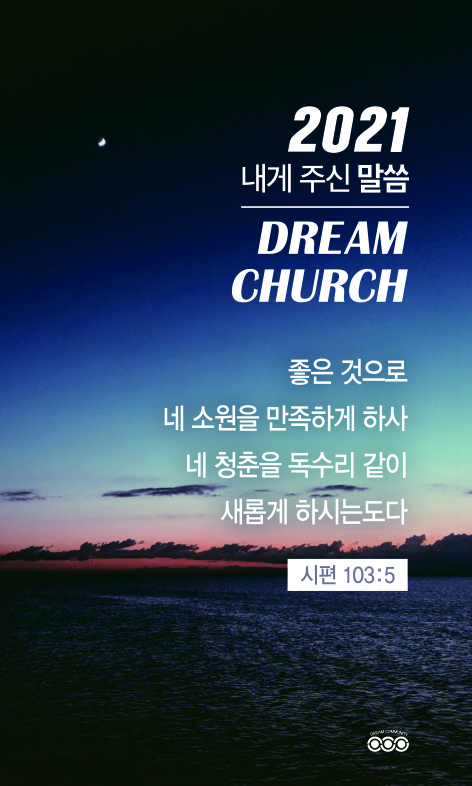 2021
내게 주신 말씀
DREAM
CHURCH
좋은 것으로
네 소원을 만족하게 하사
네 청춘을 독수리 같이
새롭게 하시는도다
시편 103:5
DREAM COMMUNITY